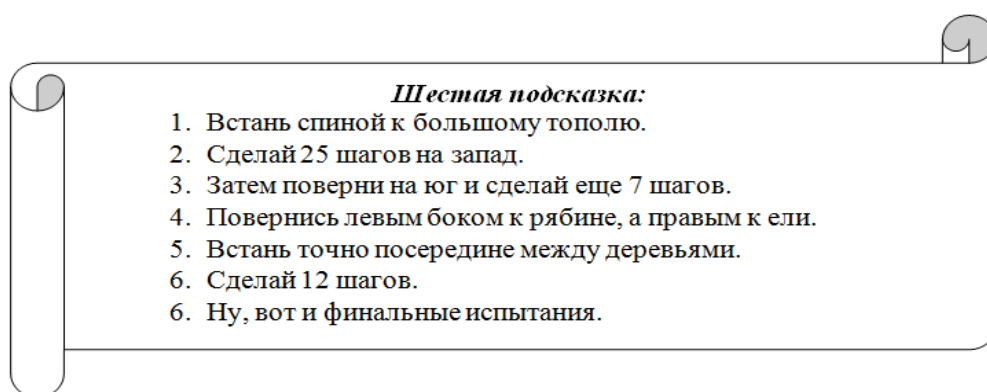 Шестая подсказка:
1. Встань спиной к большому тополю.
2. Сделай 25 шагов на запад.
3. Затем поверни на юг и сделай еще 7 шагов.
4. Повернись левым боком к рябине, а правым к ели.
5. Встань точно посередине между деревьями.
6. Сделай 12 шагов.
6. Ну, вот и финальные испытания.